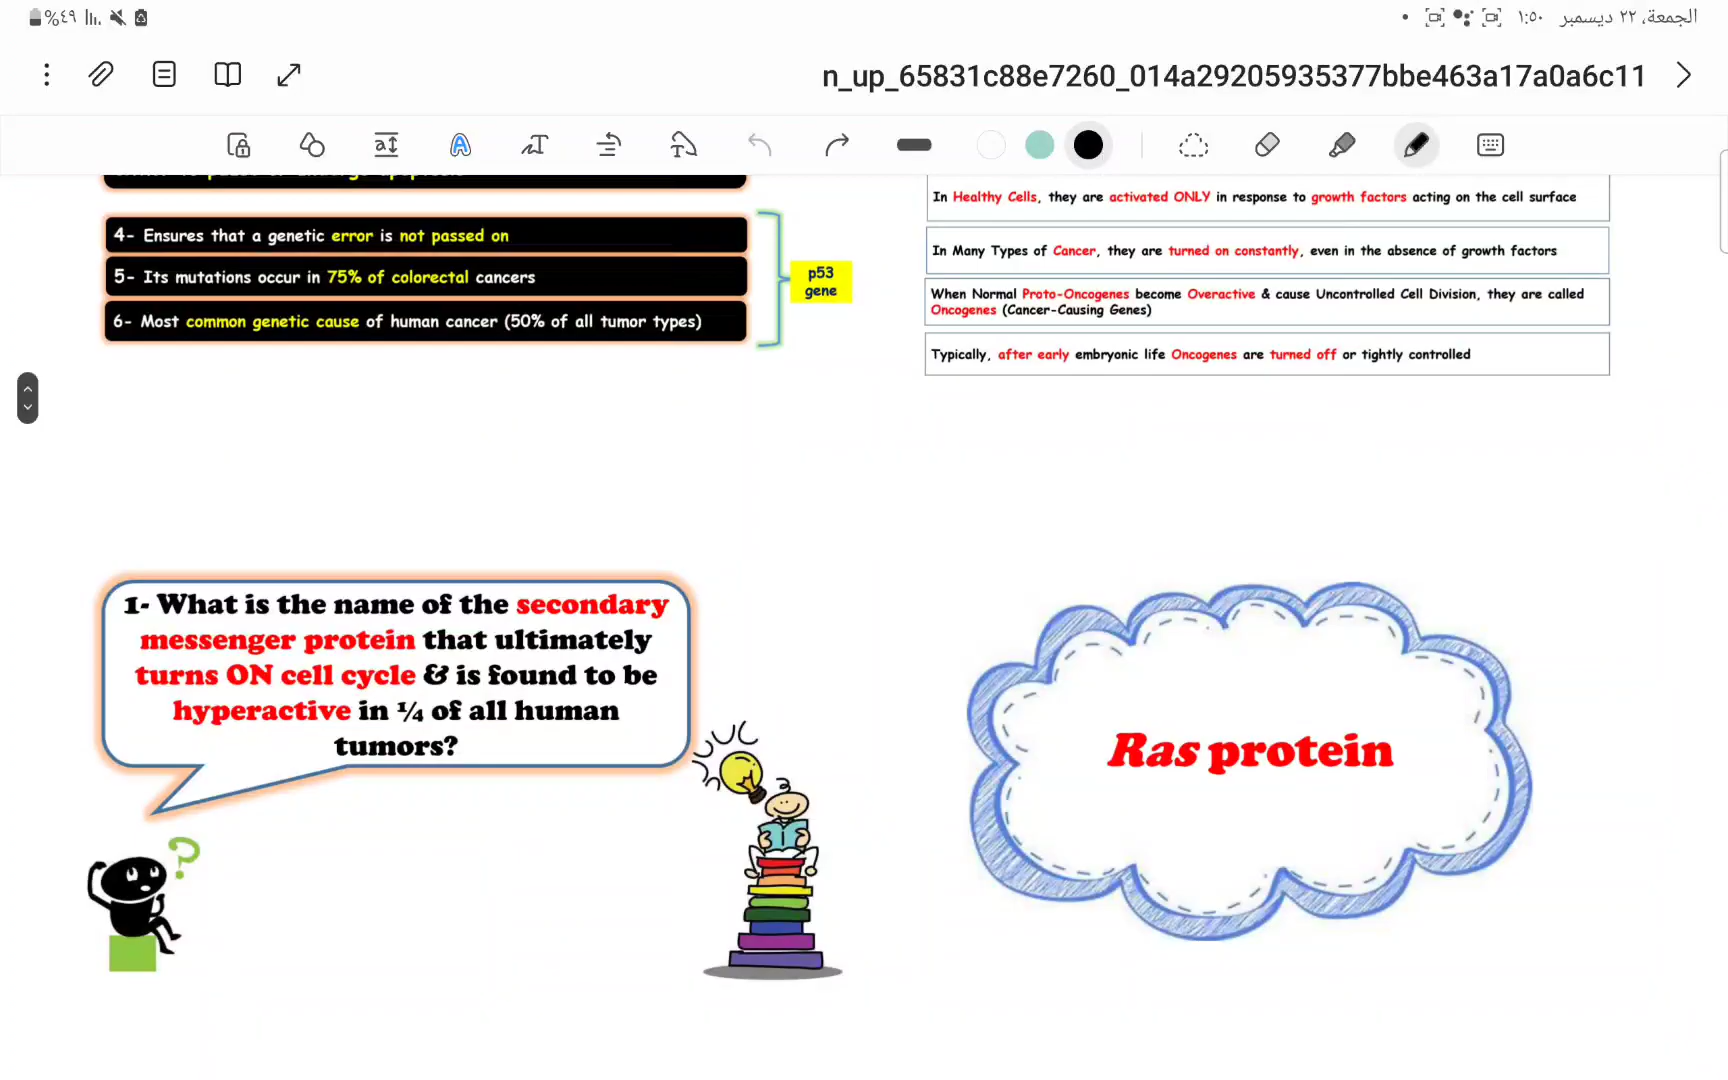 %٤٩
الجمعة، ٢٢ ديسمبر ١:٥٠
n_up_65831c88e7260_014a29205935377bbe463a17a0a6c11
4- Ensures that a genetic error is not passed on
5- Its mutations occur in 75% of colorectal cancers
6- Most common genetic cause of human cancer (50% of all tumor types)
p53
gene
In Healthy Cells, they are activated ONLY in response to growth factors acting on the cell surface
In Many Types of Cancer, they are turned on constantly, even in the absence of growth factors
When Normal Proto-Oncogenes become Overactive & cause Uncontrolled Cell Division, they are called
Oncogenes (Cancer-Causing Genes)
Typically, after early embryonic life Oncogenes are turned off or tightly controlled
1- What is the name of the secondary
messenger protein that ultimately
turns ON cell cycle & is found to be
hyperactive in ¼ of all human
tumors?
?
Ras protein